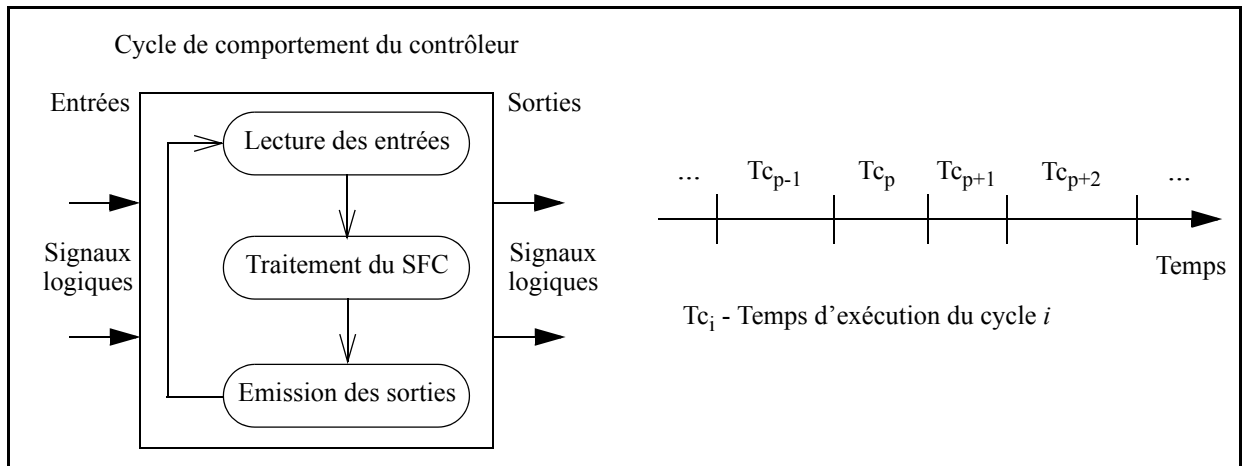 Cycle de comportement du contrôleur
Entrées
Sorties
Lecture des entrées
Signaux
logiques
Traitement du SFC
Signaux
logiques
Emission des sorties
... Tcp-1 Tcp Tcp+1 Tcp+2 ...
Temps
Tci - Temps d’exécution du cycle i